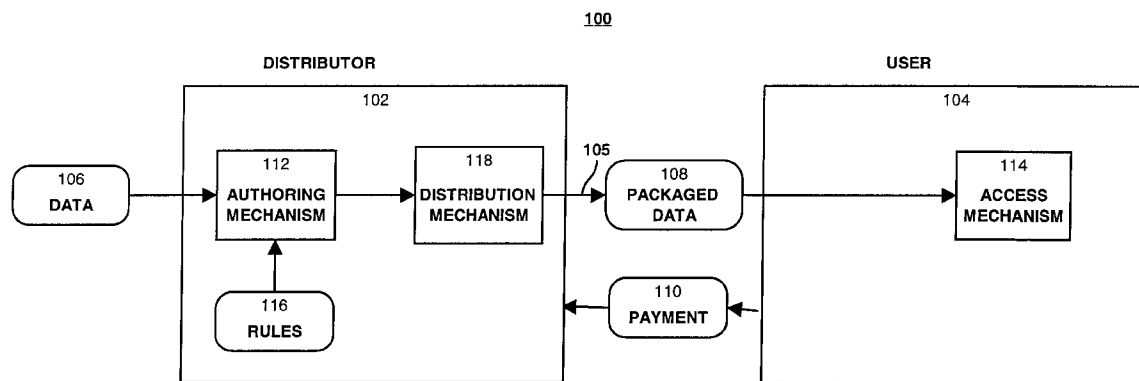 100
DISTRIBUTOR
USER
102
104
106
DATA
112
AUTHORING
MECHANISM
118
DISTRIBUTION
MECHANISM
105
108
PACKAGED
DATA
114
ACCESS
MECHANISM
116
RULES
110
PAYMENT